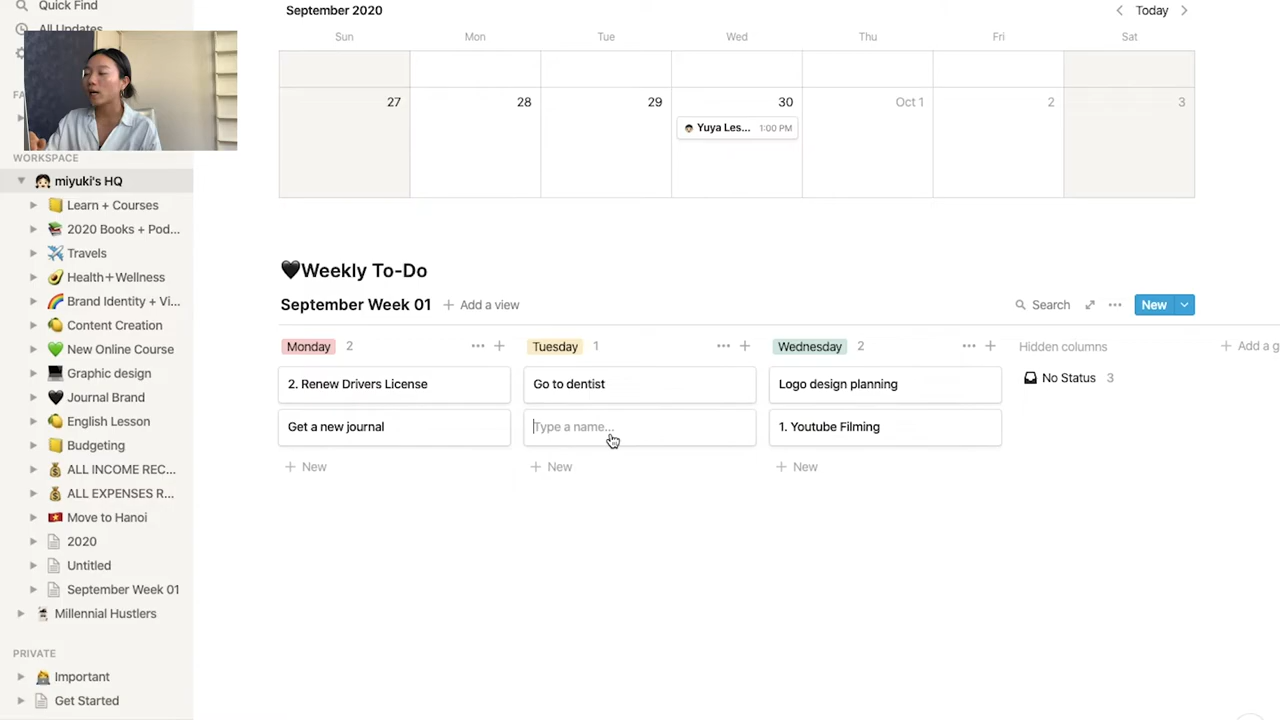 Quick Find
All Updates
WORKSPACE
miyuki's HQ
Learn + Courses
2020 Books + Pod...
Travels
Health+Wellness
Brand Identity + Vi...
Content Creation
New Online Course
Graphic design
Journal Brand
English Lesson
Budgeting
ALL INCOME REC...
ALL EXPENSES R...
Move to Hanoi
2020
Untitled
September Week 01
Millennial Hustlers
PRIVATE
Important
Get Started
September 2020
Today
Sun Mon Tue Wed Thu Fri Sat
27 28 29 30 Oct 1 2 3
Yuya Les... 1:00 PM
🖤Weekly To-Do
September Week 01 + Add a view Search ... New
Monday 2 ... + Tuesday 1 ... + Wednesday 2 ... + Hidden columns + Add a g
2. Renew Drivers License Go to dentist Logo design planning No Status 3
Get a new journal Type a name... 1. Youtube Filming
+ New + New + New